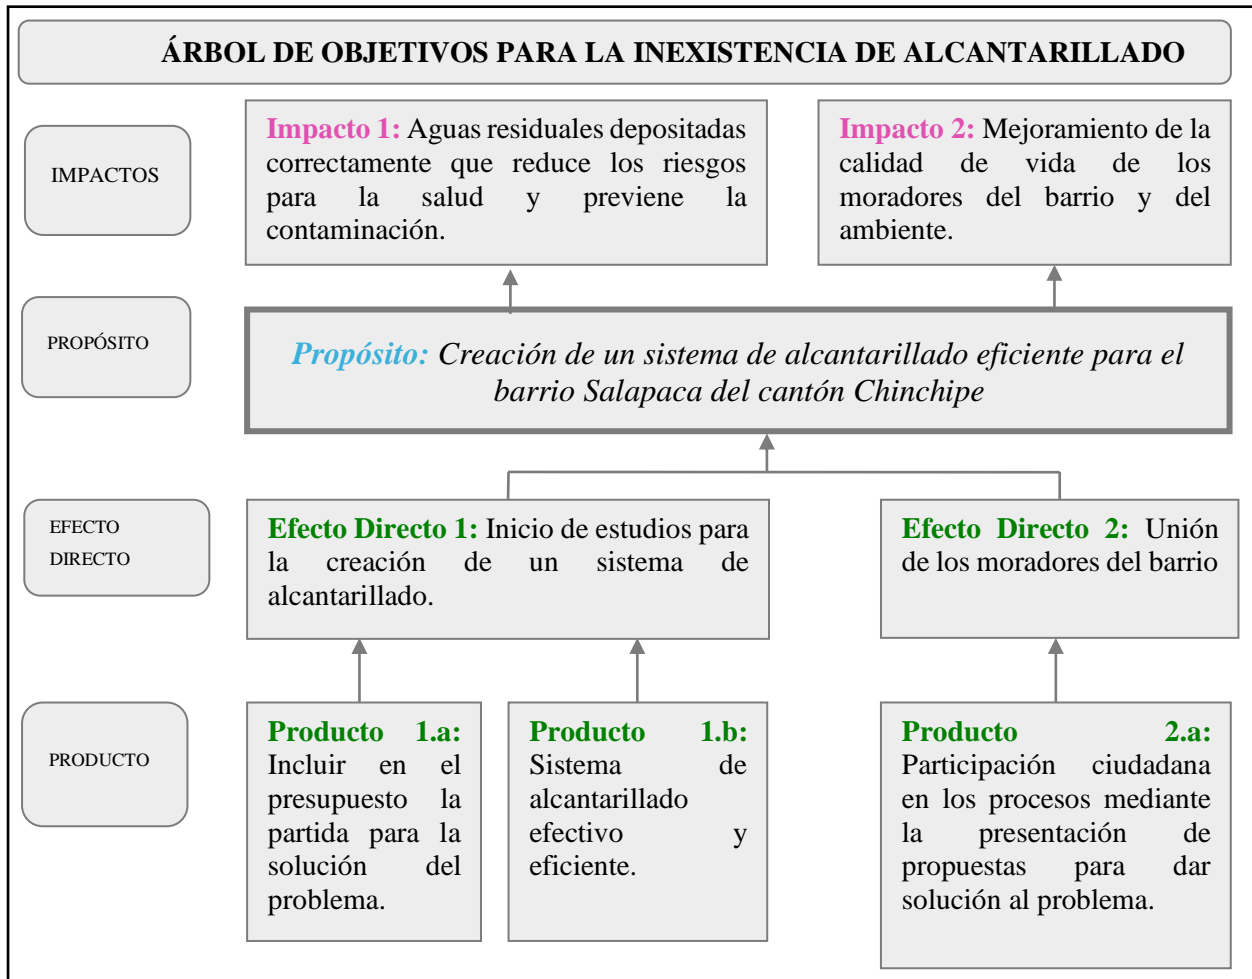 ÁRBOL DE OBJETIVOS PARA LA INEXISTENCIA DE ALCANTARILLADO
IMPACTOS
Impacto 1: Aguas residuales depositadas
correctamente que reduce los riesgos
para la salud y previene la
contaminación.
Impacto 2: Mejoramiento de la
calidad de vida de los
moradores del barrio y del
ambiente.
PROPÓSITO
Propósito: Creación de un sistema de alcantarillado eficiente para el
barrio Salapaca del cantón Chinchipe
EFECTO
DIRECTO
Efecto Directo 1: Inicio de estudios para
la creación de un sistema de
alcantarillado.
Efecto Directo 2: Unión
de los moradores del barrio
PRODUCTO
Producto 1.a:
Incluir en el
presupuesto la
partida para la
solución del
problema.
Producto 1.b:
Sistema de
alcantarillado
efectivo y
eficiente.
Producto 2.a:
Participación ciudadana
en los procesos mediante
la presentación de
propuestas para dar
solución al problema.